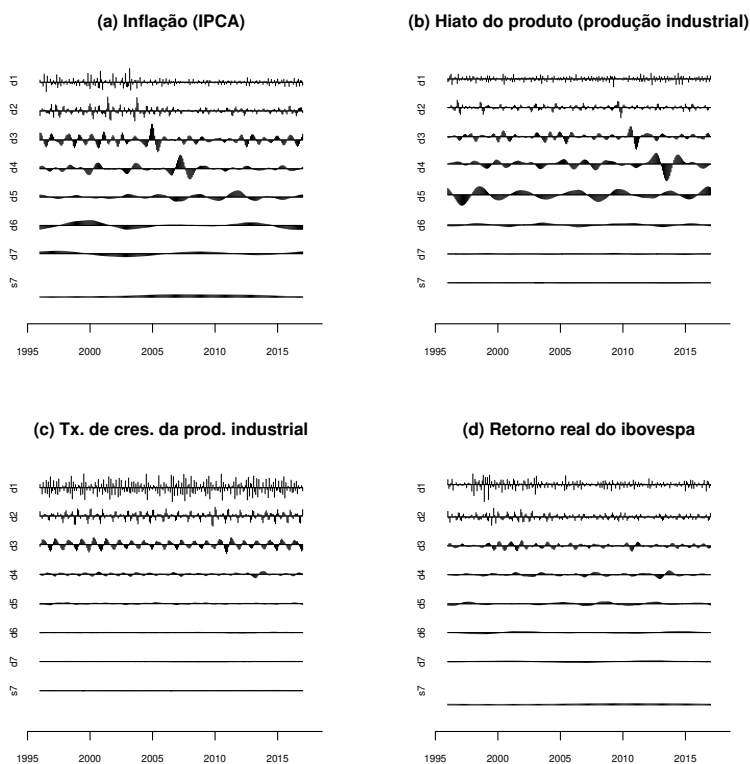 (a) Inflação (IPCA)
d1
d2
d3
d4
d5
d6
d7
s7
1995 2000 2005 2010 2015
(b) Hiato do produto (produção industrial)
d1
d2
d3
d4
d5
d6
d7
s7
1995 2000 2005 2010 2015
(c) Tx. de cres. da prod. industrial
d1
d2
d3
d4
d5
d6
d7
s7
1995 2000 2005 2010 2015
(d) Retorno real do ibovespa
d1
d2
d3
d4
d5
d6
d7
s7
1995 2000 2005 2010 2015